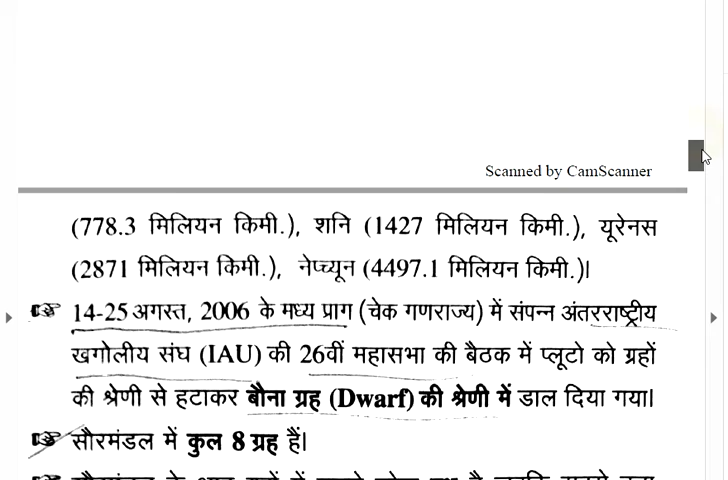 Scanned by CamScanner
(778.3 मिलियन किमी.), शनि (1427 मिलियन किमी.), यूरेनस
(2871 मिलियन किमी.), नेप्च्यून (4497.1 मिलियन किमी.)।
14-25 अगस्त, 2006 के मध्य प्राग (चेक गणराज्य) में संपन्न अंतरराष्ट्रीय
खगोलीय संघ (IAU) की 26वीं महासभा की बैठक में प्लूटो को ग्रहों
की श्रेणी से हटाकर बौना ग्रह (Dwarf) की श्रेणी में डाल दिया गया।
सौरमंडल में कुल 8 ग्रह हैं।